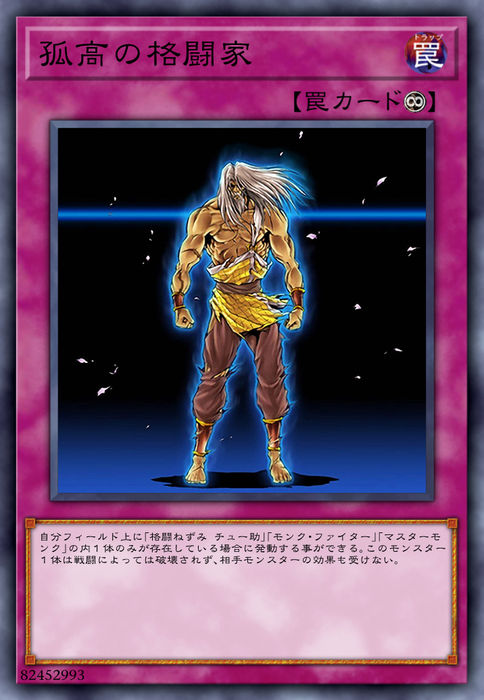 孤高の格闘家
トラップ
罠
【罠カード♾】
自分フィールド上に「格闘ねずみ チュー助」「モンク・ファイター」「マスターモ
ンク」の内1体のみが存在している場合に発動する事ができる。このモンスター
1体は戦闘によっては破壊されず、相手モンスターの効果も受けない。
82452993